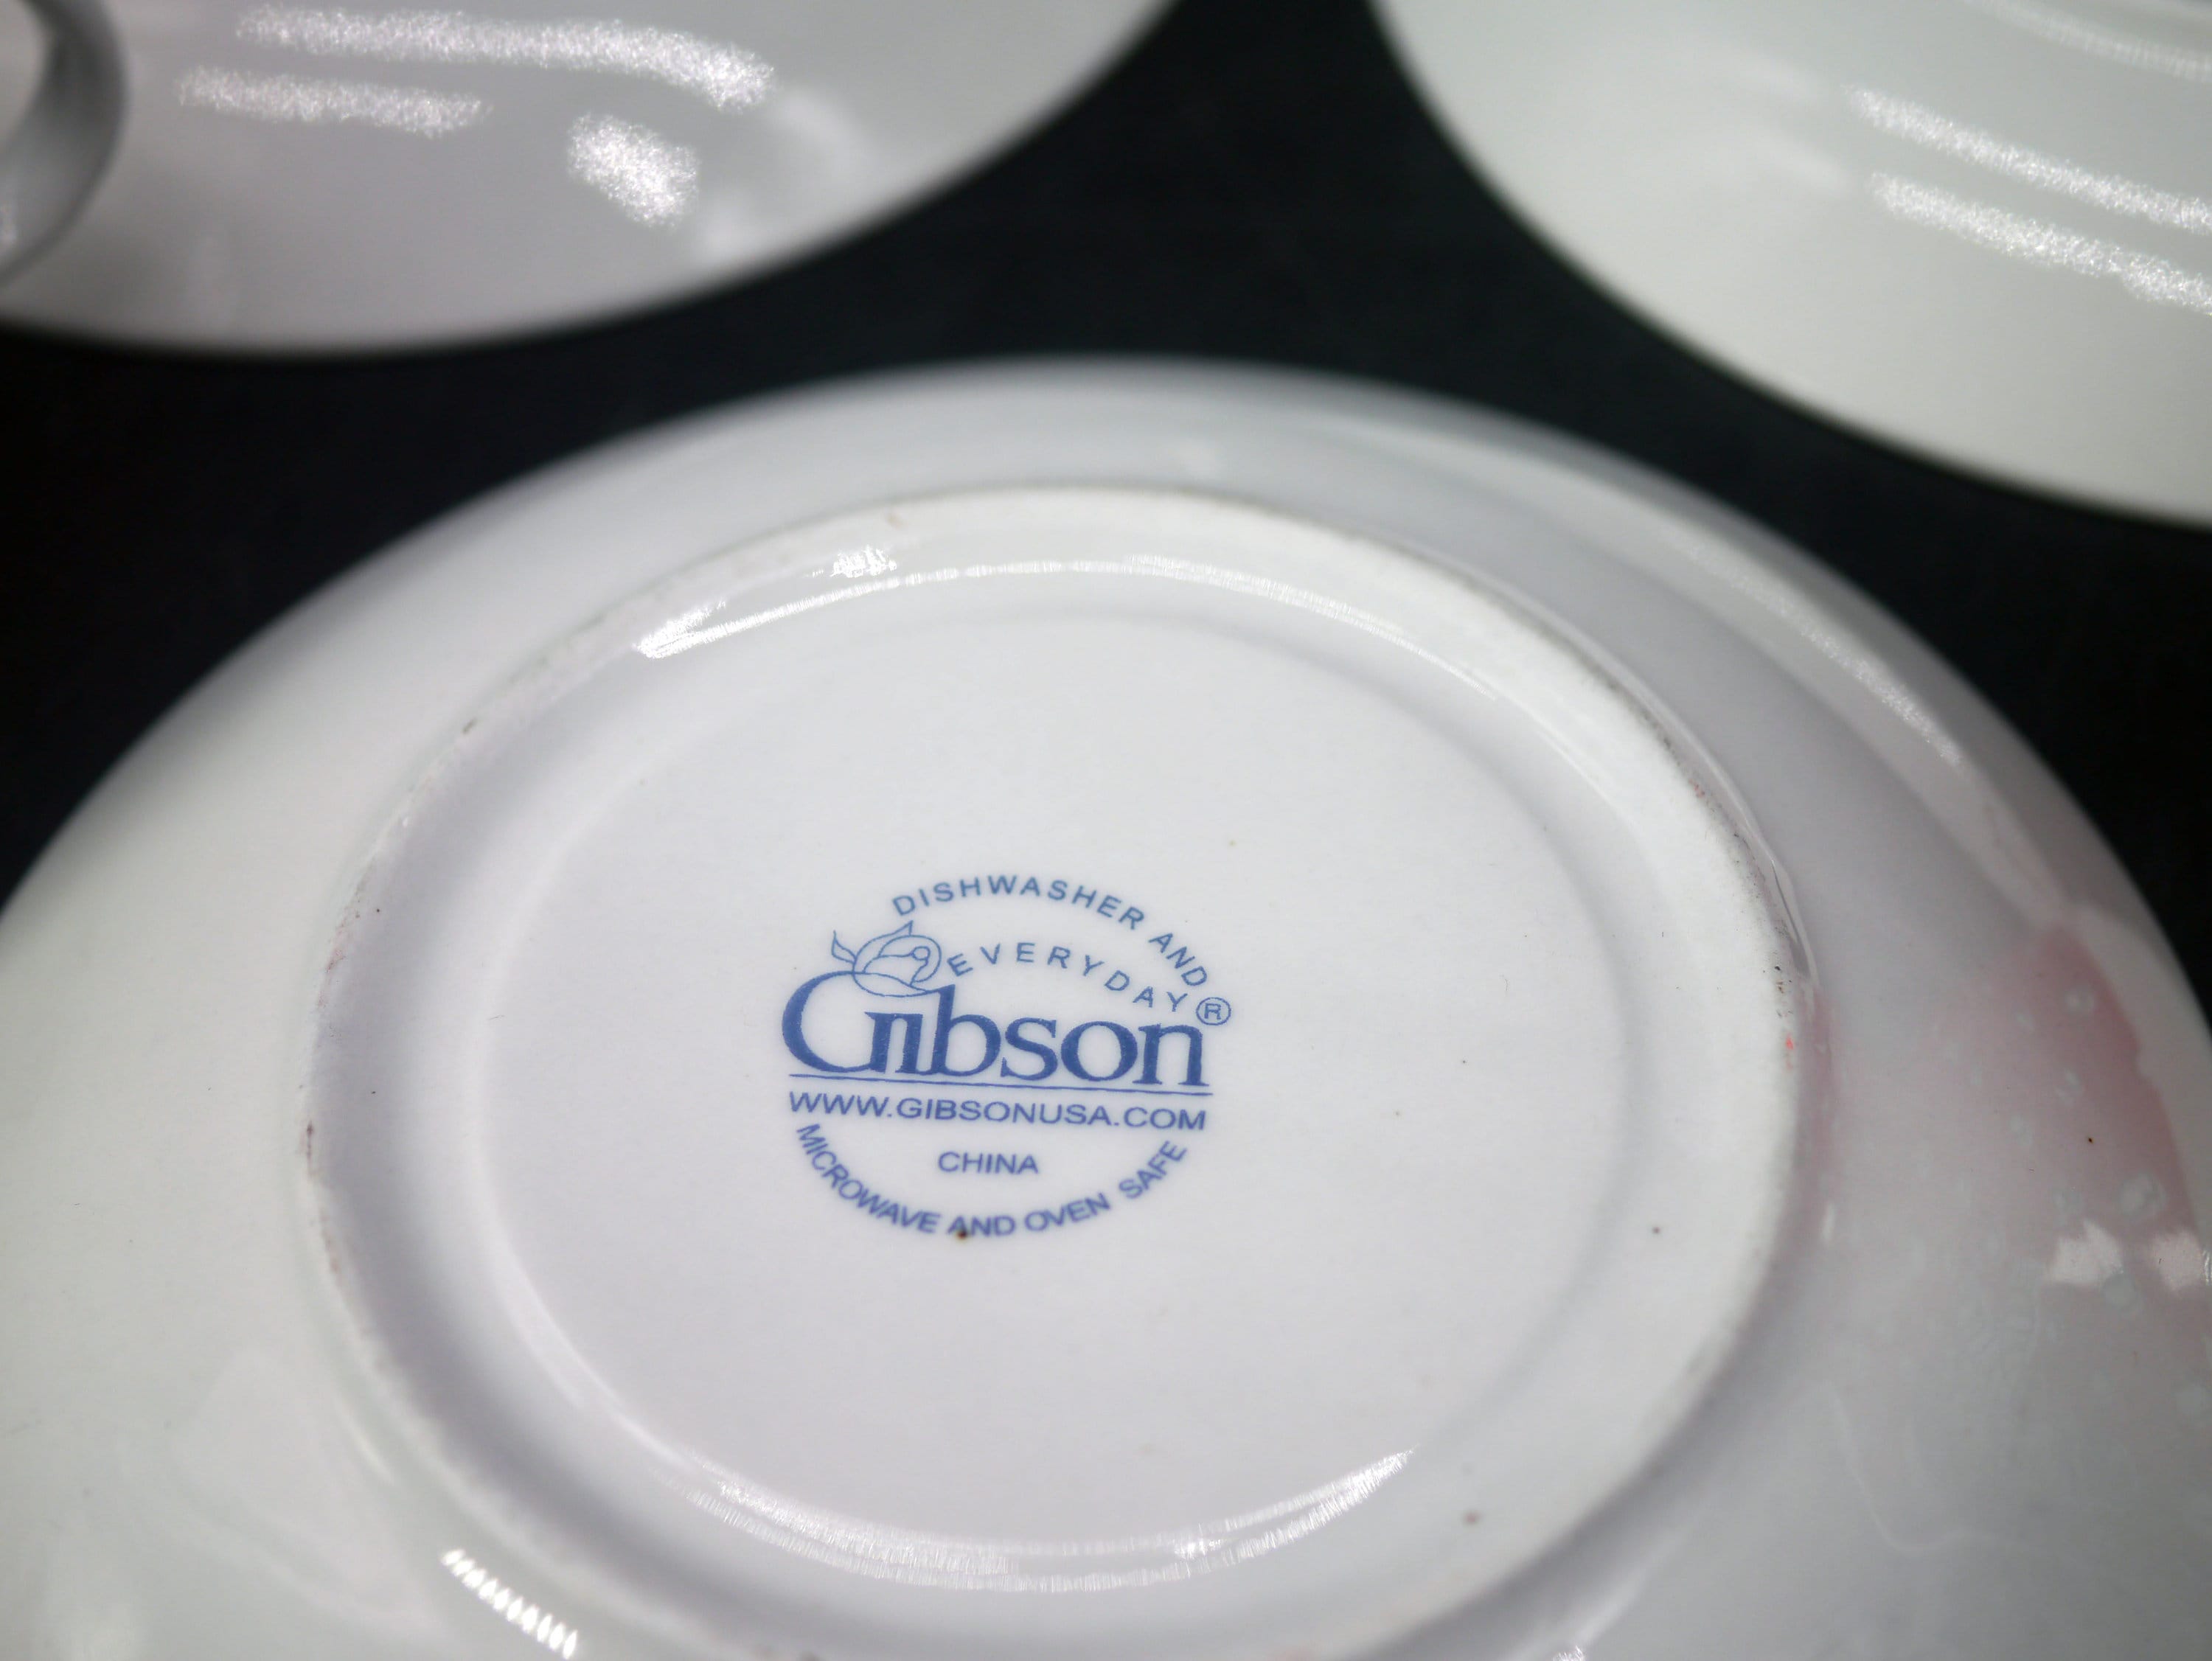 DISHWASHER AND
EVERYDAY®
Gibson
WWW.GIBSONUSA.COM
CHINA
MICROWAVE AND OVEN SAFE